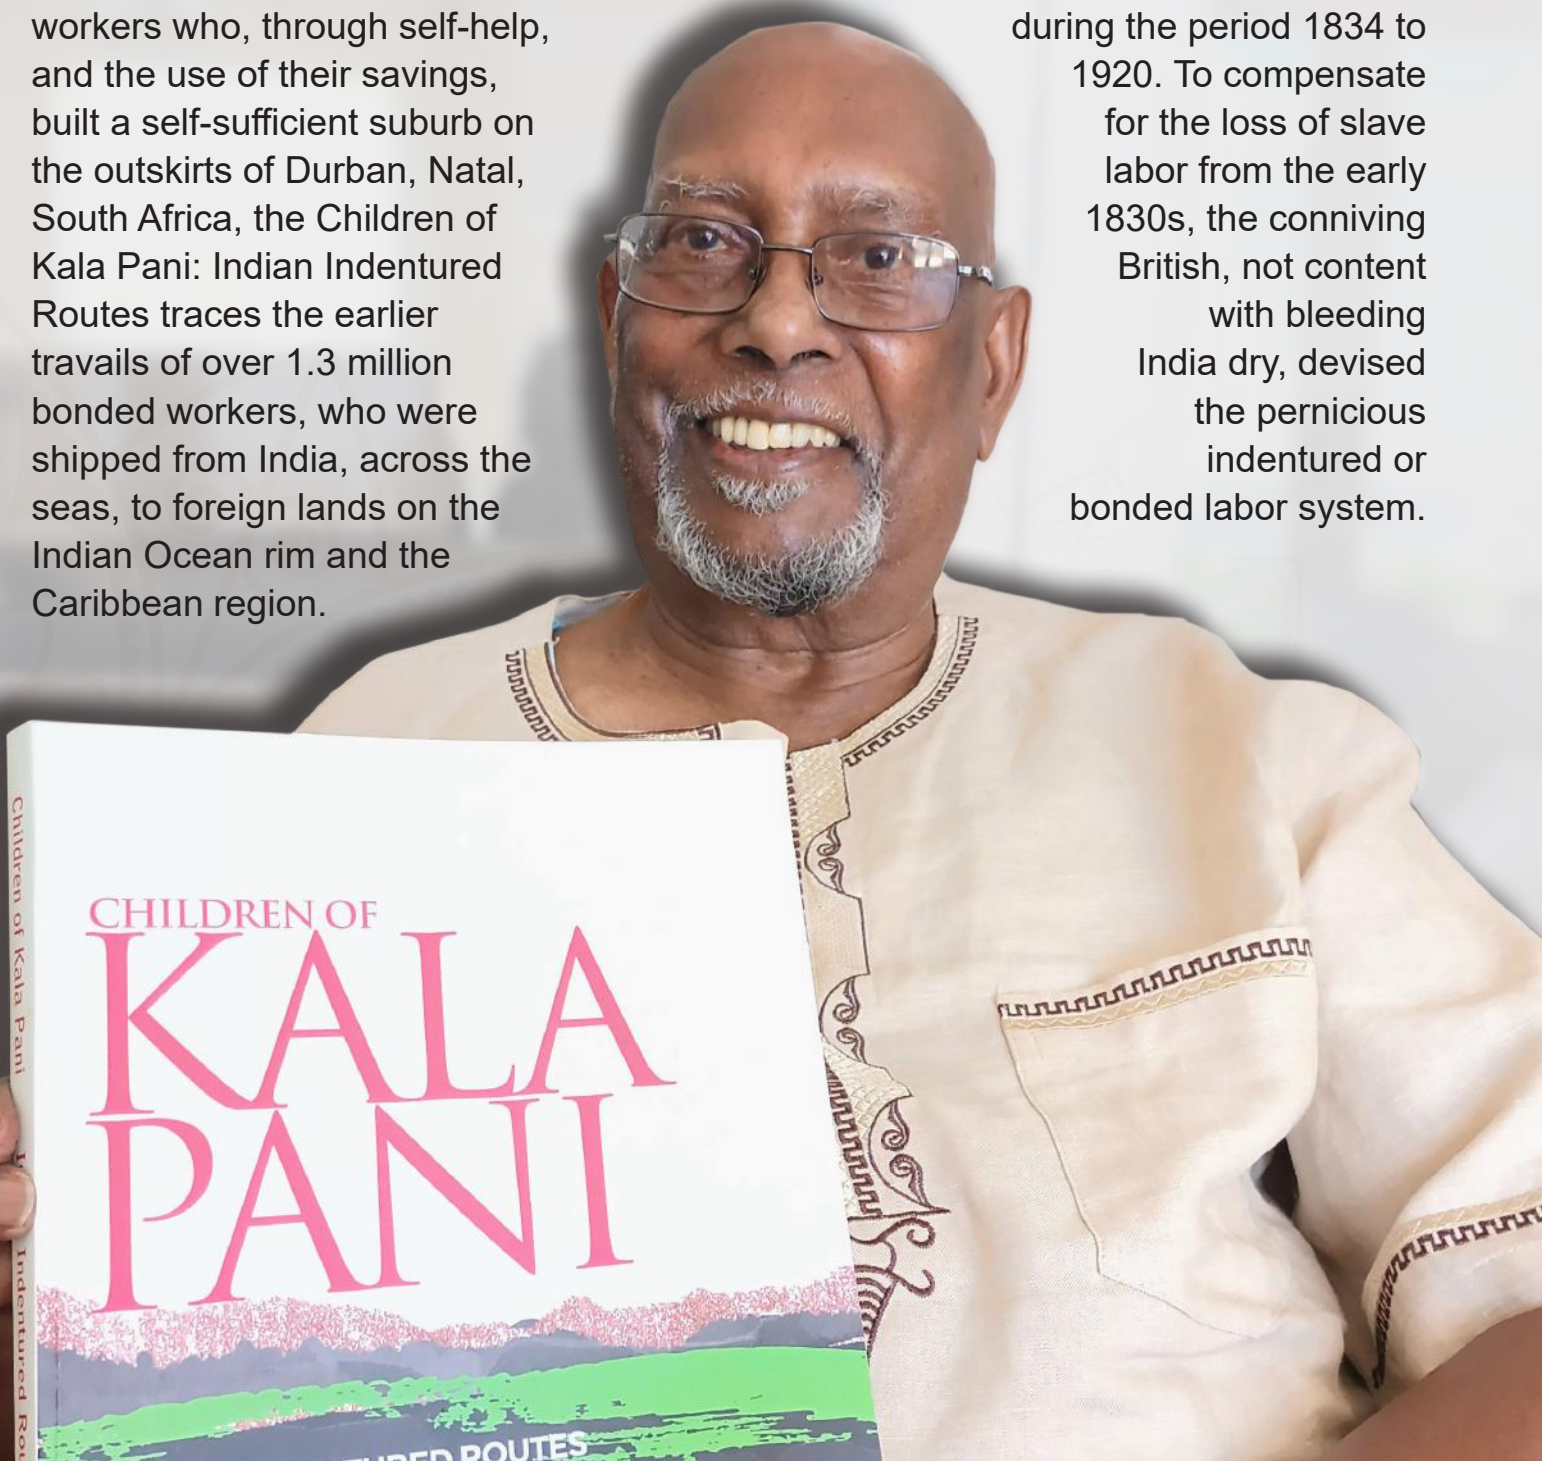 workers who, through self-help,
and the use of their savings,
built a self-sufficient suburb on
the outskirts of Durban, Natal,
South Africa, the Children of
Kala Pani: Indian Indentured
Routes traces the earlier
travails of over 1.3 million
bonded workers, who were
shipped from India, across the
seas, to foreign lands on the
Indian Ocean rim and the
Caribbean region.
during the period 1834 to
1920. To compensate
for the loss of slave
labor from the early
1830s, the conniving
British, not content
with bleeding
India dry, devised
the pernicious
indentured or
bonded labor system.
Children of Kala Pani
Indentured
CHILDREN OF
KALA
PANI
ROUTES